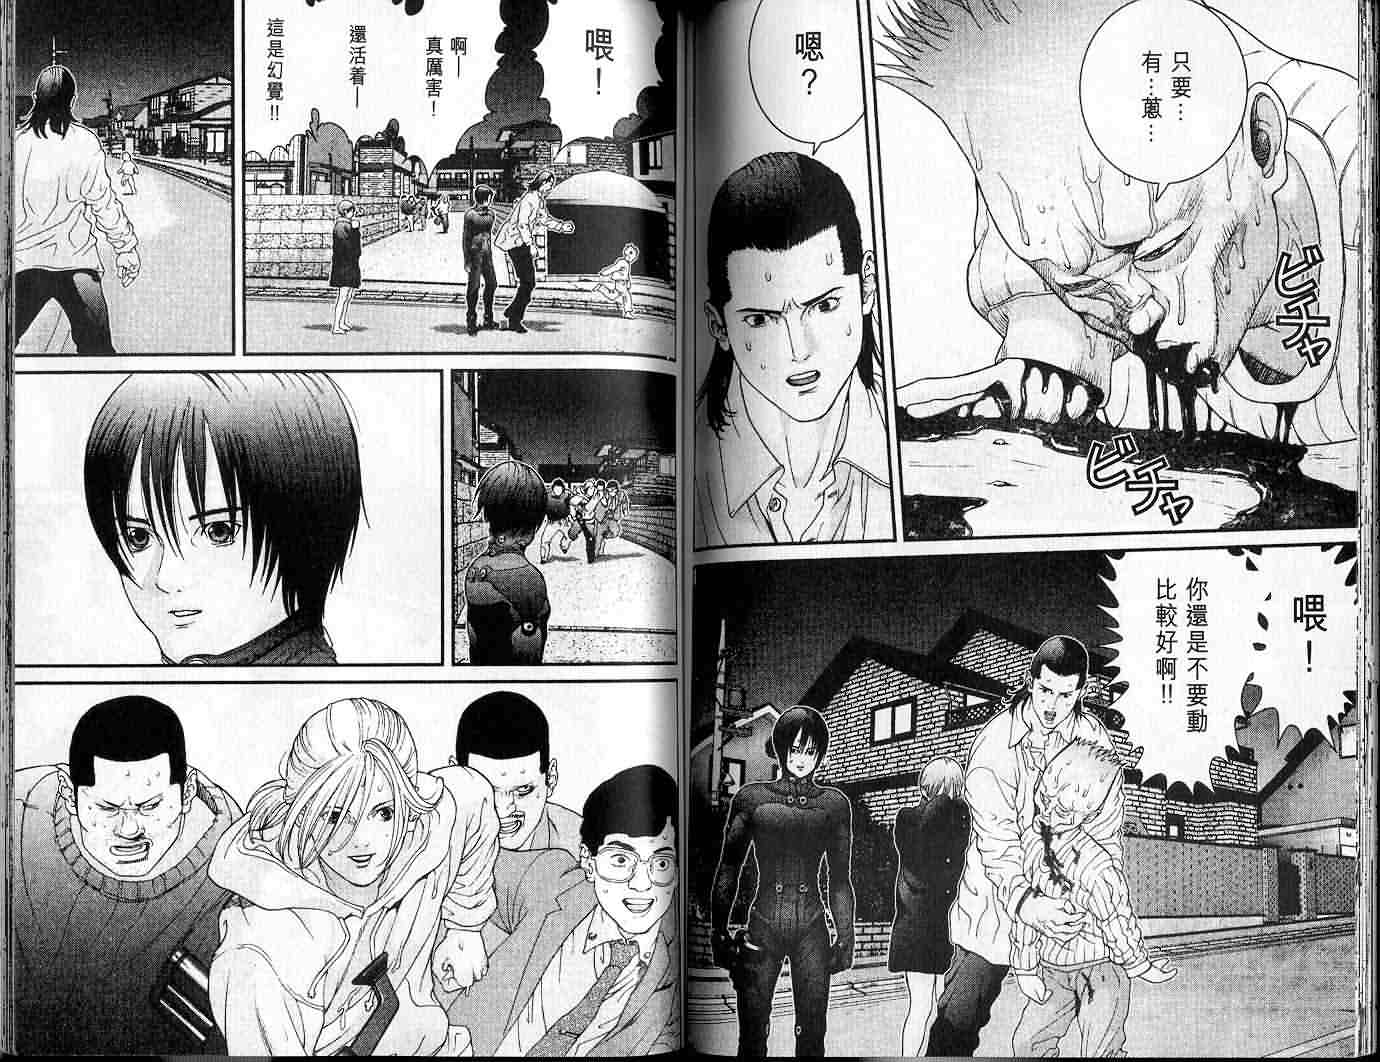 只要…
有…蔥…
ビチャ
ビチャ
嗯？
喂！
你還是不要動
比較好啊!!
喂！
啊—
真厲害！
還活着—
這是幻覺!!